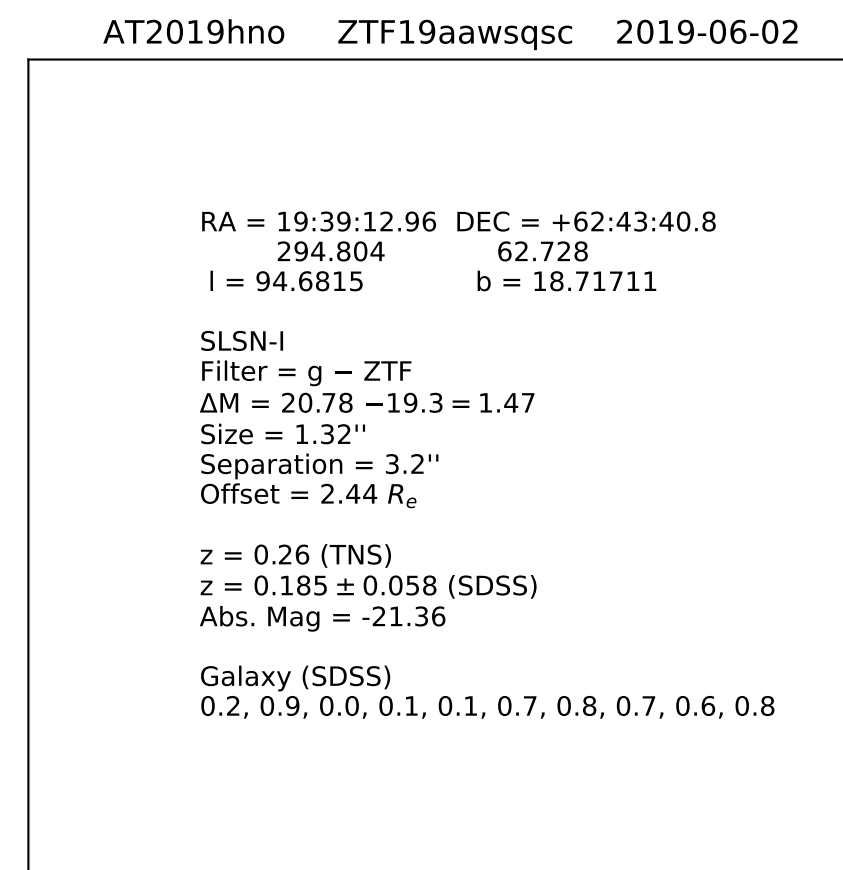 AT2019hno ZTF19aawsqsc 2019-06-02
RA = 19:39:12.96 DEC = +62:43:40.8
294.804 62.728
l = 94.6815 b = 18.71711
SLSN-I
Filter = g − ZTF
ΔM = 20.78 −19.3 = 1.47
Size = 1.32''
Separation = 3.2''
Offset = 2.44 Re
z = 0.26 (TNS)
z = 0.185 ± 0.058 (SDSS)
Abs. Mag = -21.36
Galaxy (SDSS)
0.2, 0.9, 0.0, 0.1, 0.1, 0.7, 0.8, 0.7, 0.6, 0.8